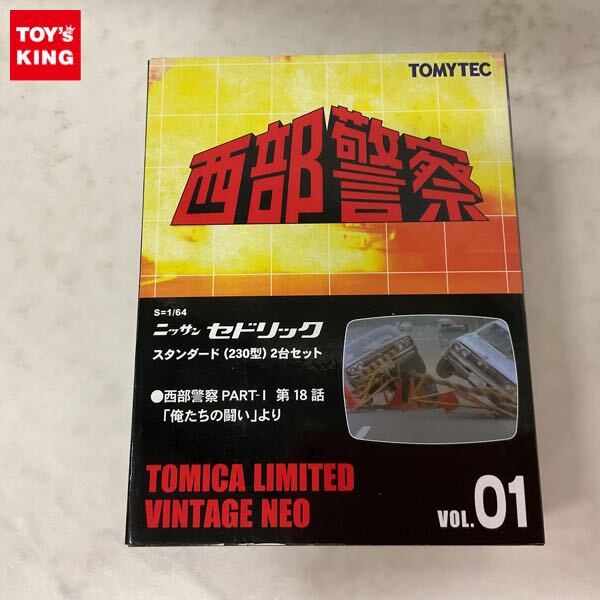 TOY's
KING
TOMYTEC
西部警察
S=1/64
ニッサン セドリック
スタンダード(230型)2台セット
●西部警察 PART-I 第18話
「俺たちの闘い」より
TOMICA LIMITED
VINTAGE NEO
VOL.01